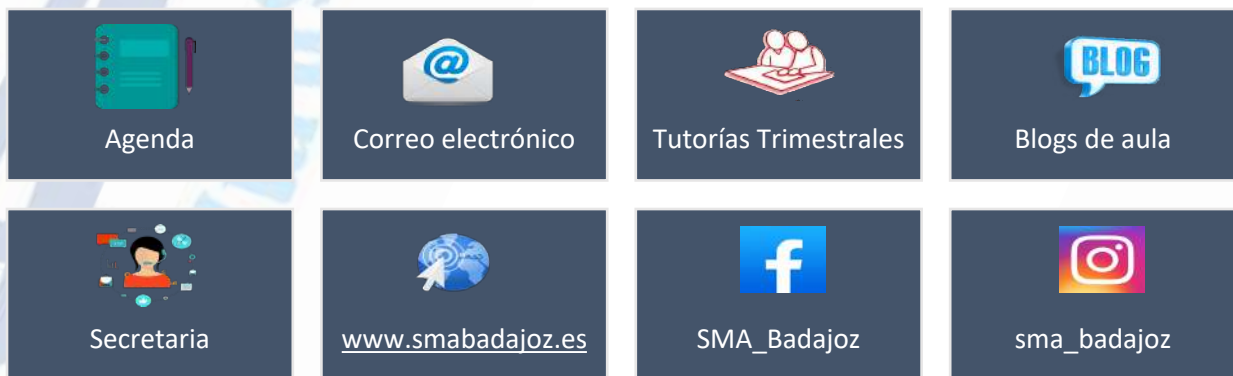 @
BLOG
Agenda
Correo electrónico
Tutorías Trimestrales
Blogs de aula
Secretaria
www.smabadajoz.es
SMA_Badajoz
sma_badajoz